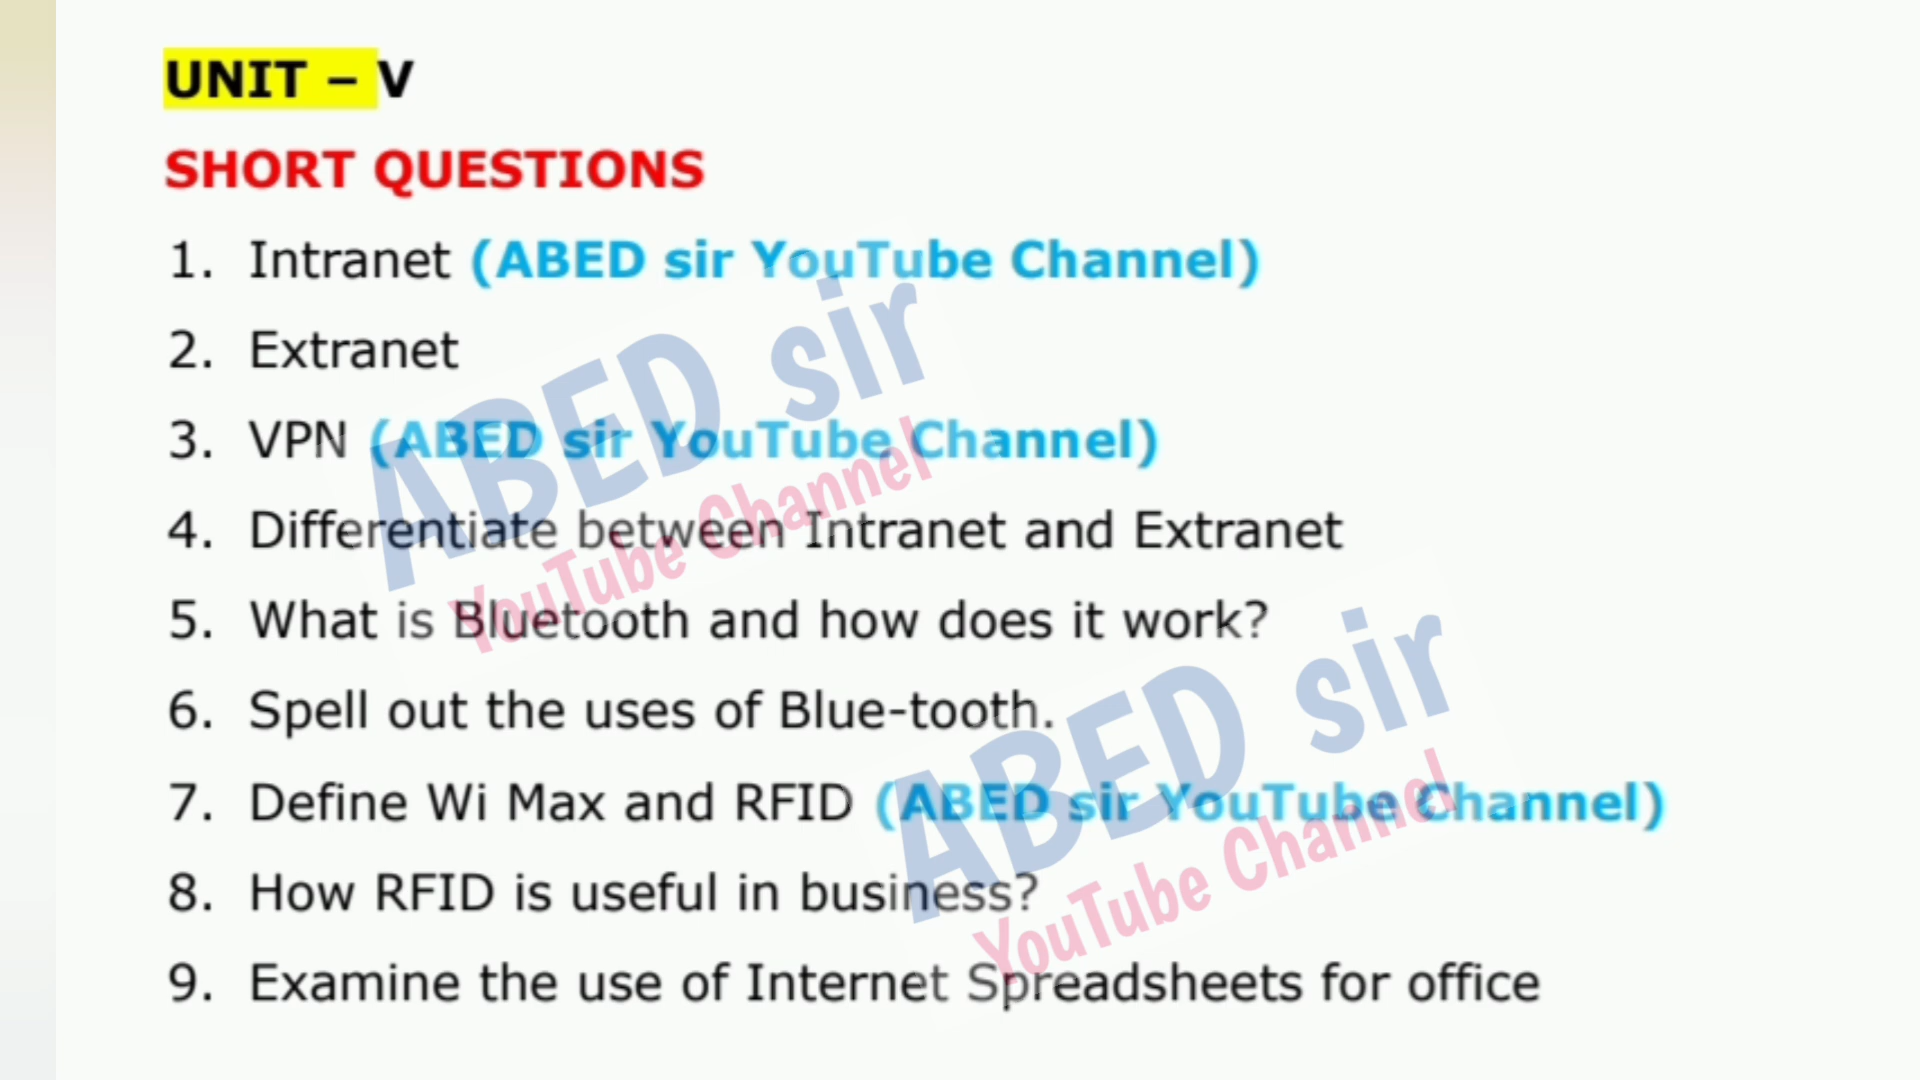 UNIT – V
SHORT QUESTIONS
1. Intranet (ABED sir YouTube Channel)
2. Extranet
3. VPN (ABED sir YouTube Channel)
4. Differentiate between Intranet and Extranet
5. What is Bluetooth and how does it work?
6. Spell out the uses of Blue-tooth.
7. Define Wi Max and RFID (ABED sir YouTube Channel)
8. How RFID is useful in business?
9. Examine the use of Internet Spreadsheets for office
ABED sir
YouTube Channel
ABED sir
YouTube Channel